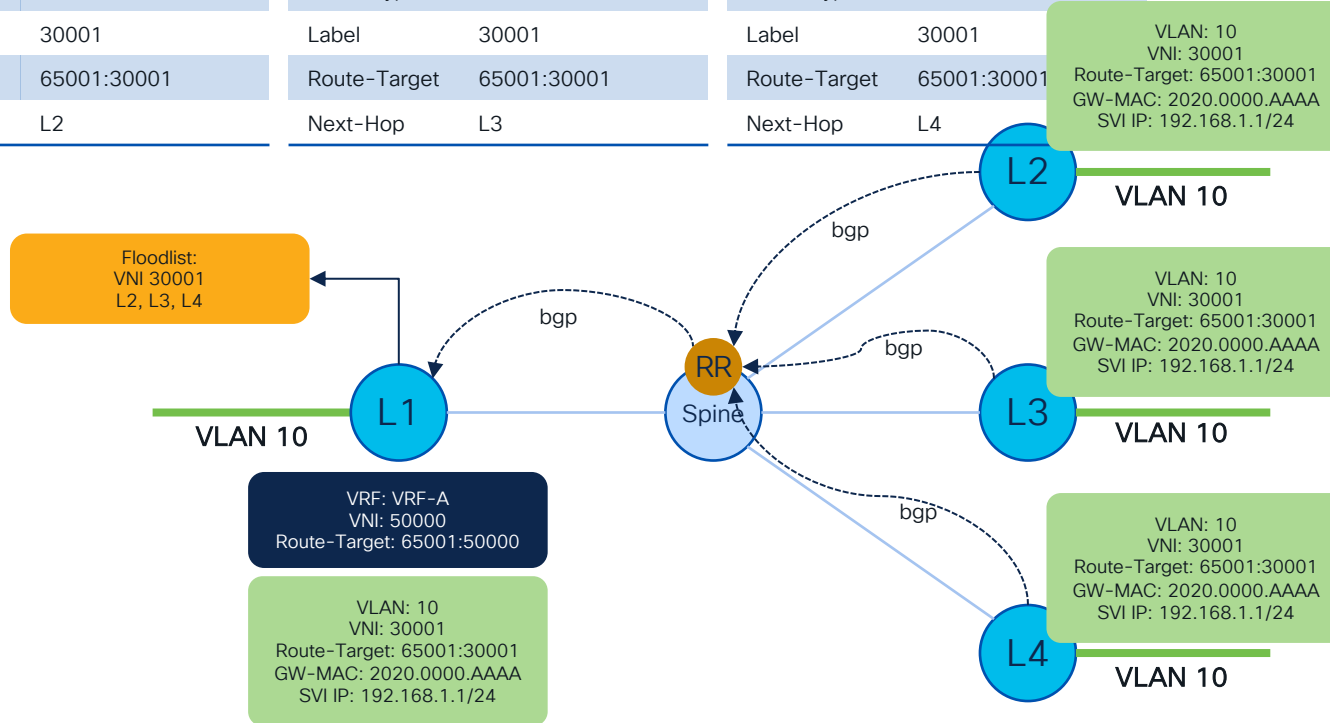 30001
65001:30001
L2
Label 30001
Route-Target 65001:30001
Next-Hop L3
Label 30001
Route-Target 65001:30001
Next-Hop L4
VLAN: 10
VNI: 30001
Route-Target: 65001:30001
GW-MAC: 2020.0000.AAAA
SVI IP: 192.168.1.1/24
L2
VLAN 10
bgp
Floodlist:
VNI 30001
L2, L3, L4
bgp
RR
Spine
bgp
VLAN: 10
VNI: 30001
Route-Target: 65001:30001
GW-MAC: 2020.0000.AAAA
SVI IP: 192.168.1.1/24
L1
VLAN 10
L3
VLAN 10
VRF: VRF-A
VNI: 50000
Route-Target: 65001:50000
bgp
VLAN: 10
VNI: 30001
Route-Target: 65001:30001
GW-MAC: 2020.0000.AAAA
SVI IP: 192.168.1.1/24
VLAN: 10
VNI: 30001
Route-Target: 65001:30001
GW-MAC: 2020.0000.AAAA
SVI IP: 192.168.1.1/24
L4
VLAN 10